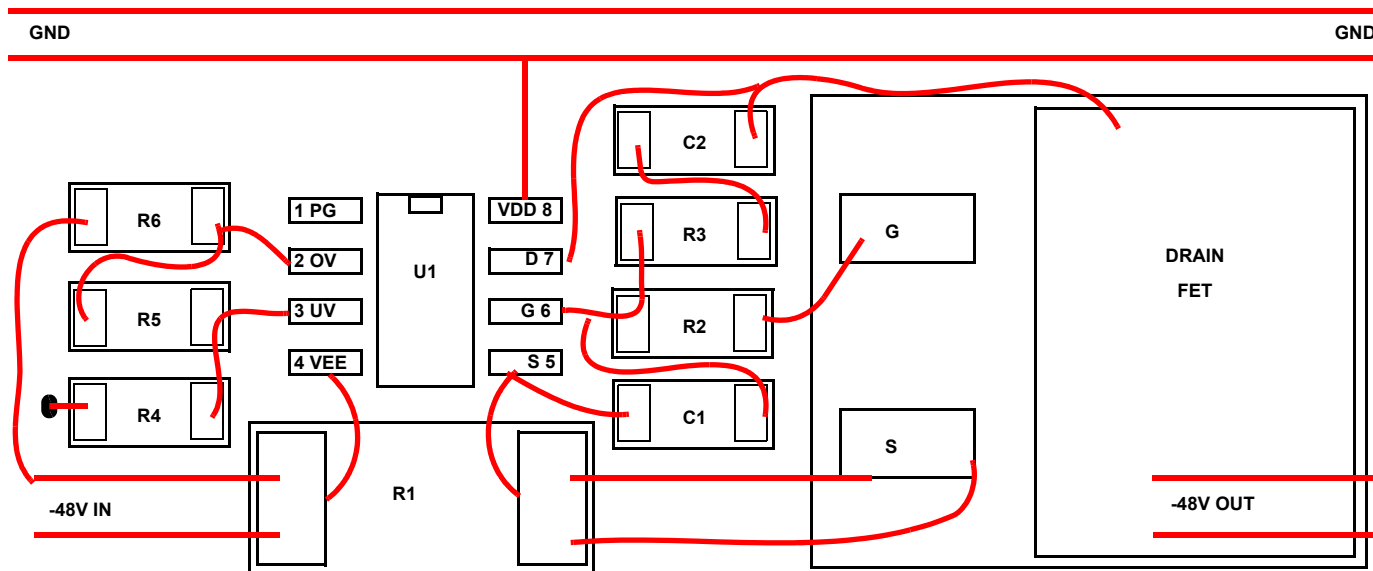 GND
GND
C2
R6
1 PG
VDD 8
R3
G
2 OV
U1
D 7
DRAIN
FET
R5
3 UV
G 6
R2
4 VEE
S 5
R4
C1
S
R1
-48V IN
-48V OUT